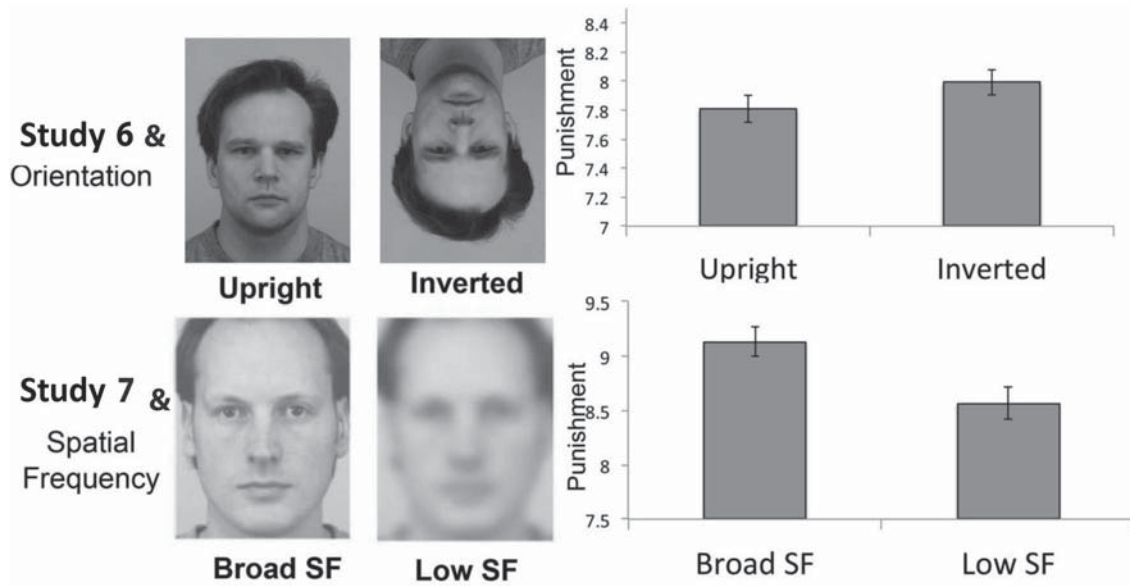 Study 6 &
Orientation
Upright
Inverted
Punishment
8.4
8.2
8
7.8
7.6
7.4
7.2
7
Upright
Inverted
Study 7 &
Spatial
Frequency
Broad SF
Low SF
Punishment
9.5
9
8.5
8
7.5
Broad SF
Low SF